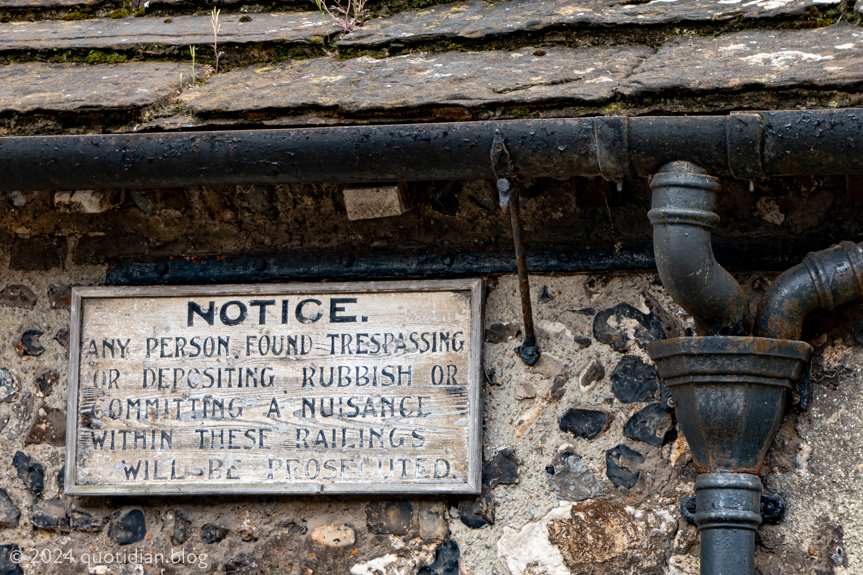 NOTICE.
ANY PERSON FOUND TRESPASSING
OR DEPOSITING RUBBISH OR
COMMITTING A NUISANCE
WITHIN THESE RAILINGS
WILL BE PROSECUTED.
© 2024 quotidian.blog